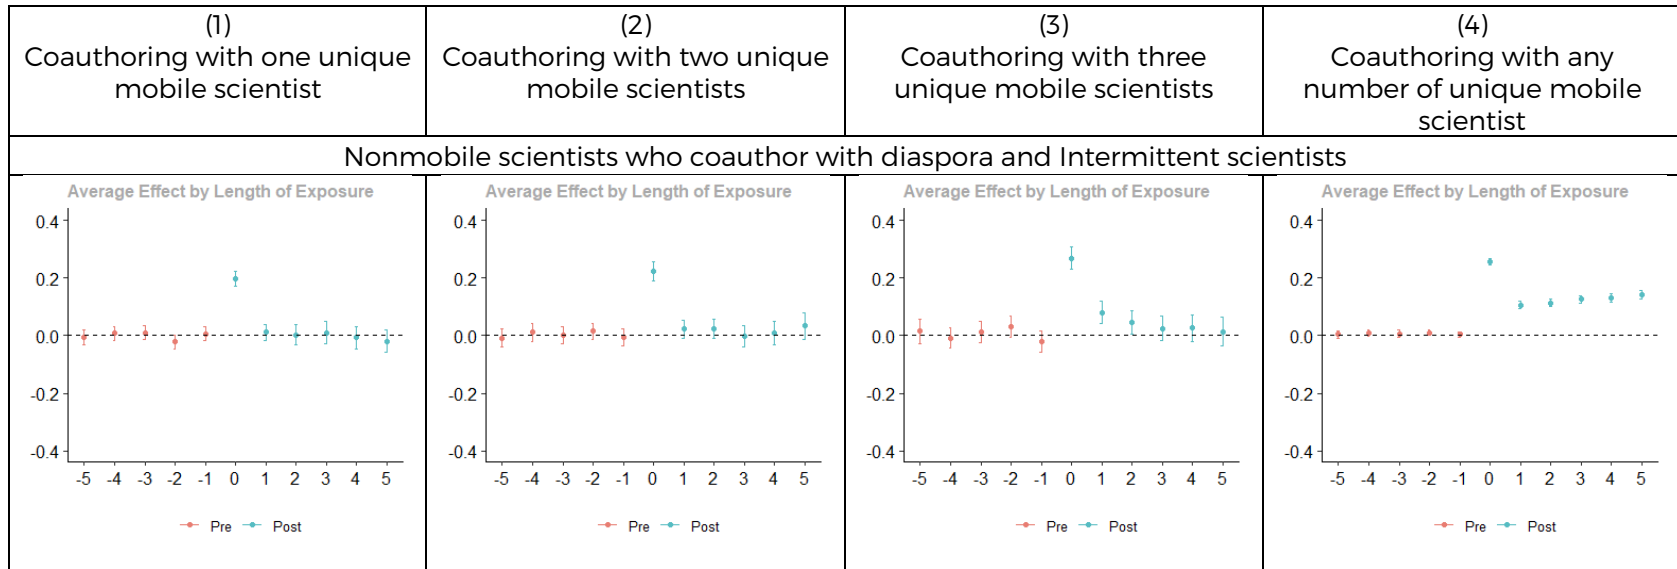 (1)
Coauthoring with one unique
mobile scientist
(2)
Coauthoring with two unique
mobile scientists
(3)
Coauthoring with three
unique mobile scientists
(4)
Coauthoring with any
number of unique mobile
scientist
Nonmobile scientists who coauthor with diaspora and Intermittent scientists
Average Effect by Length of Exposure
0.4
0.2
0.0
-0.2
-0.4
-5 -4 -3 -2 -1 0 1 2 3 4 5
Pre Post
Average Effect by Length of Exposure
0.4
0.2
0.0
-0.2
-0.4
-5 -4 -3 -2 -1 0 1 2 3 4 5
Pre Post
Average Effect by Length of Exposure
0.4
0.2
0.0
-0.2
-0.4
-5 -4 -3 -2 -1 0 1 2 3 4 5
Pre Post
Average Effect by Length of Exposure
0.4
0.2
0.0
-0.2
-0.4
-5 -4 -3 -2 -1 0 1 2 3 4 5
Pre Post